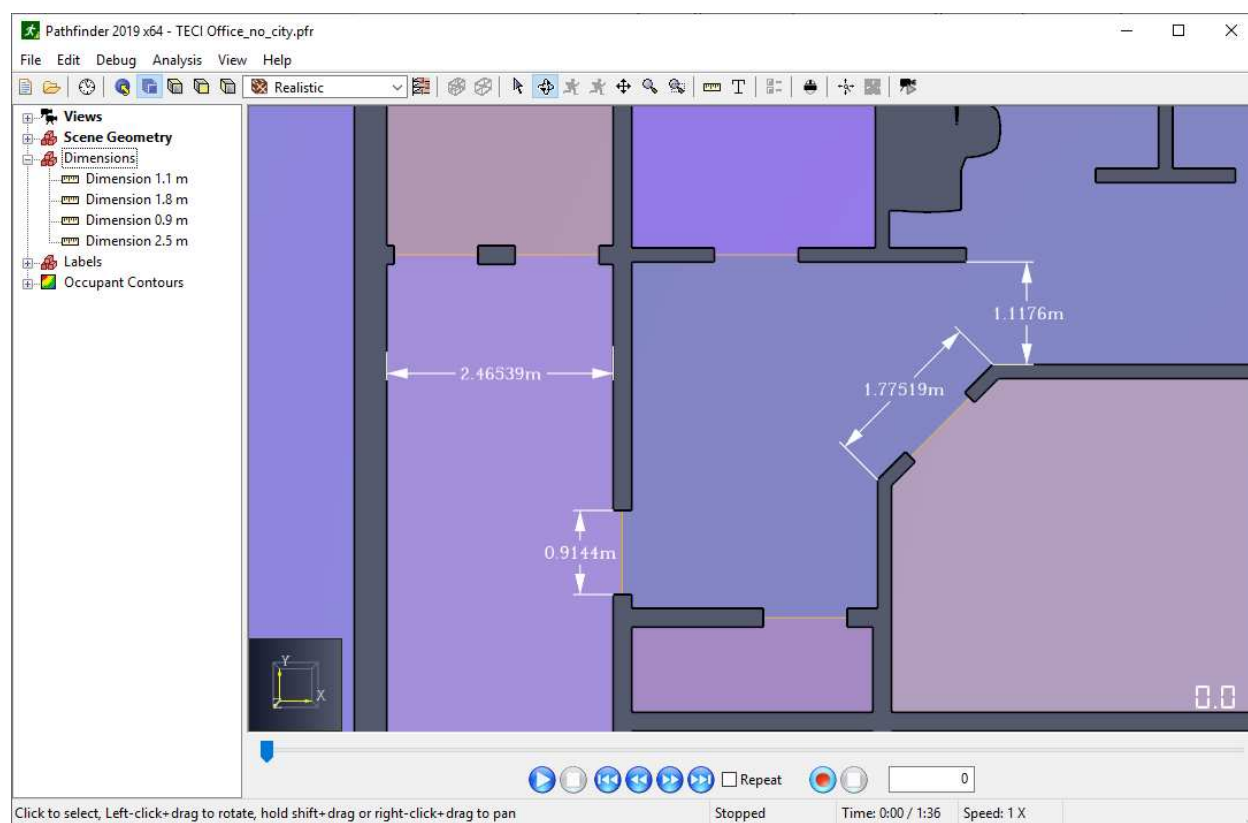 Pathfinder 2019 x64 - TECI Office_no_city.pfr
File Edit Debug Analysis View Help
Realistic
Views
Scene Geometry
Dimensions
Dimension 1.1 m
Dimension 1.8 m
Dimension 0.9 m
Dimension 2.5 m
Labels
Occupant Contours
1.1176m
2.46539m
1.77519m
0.9144m
Y
X
Z
0.0
Repeat
0
Click to select, Left-click+drag to rotate, hold shift+drag or right-click+drag to pan Stopped Time: 0:00 / 1:36 Speed: 1 X